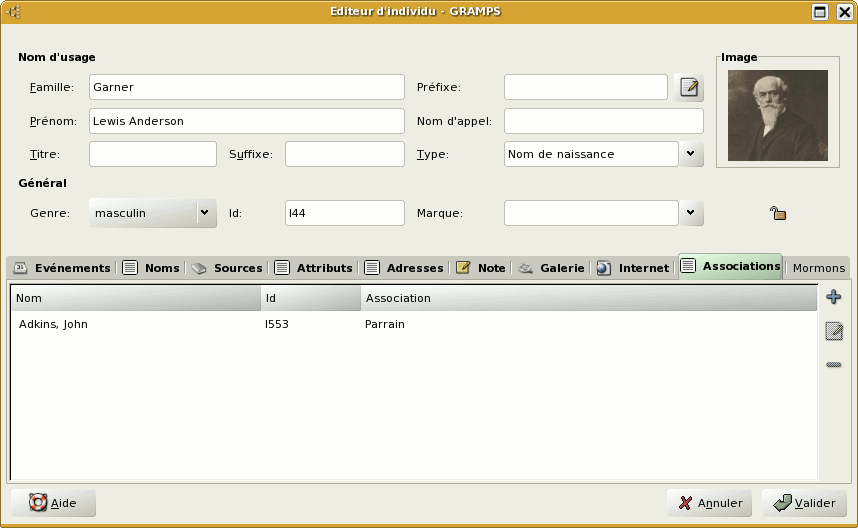 Editeur d'individu - GRAMPS
Nom d'usage
Image
Famille: Garner Préfixe:
Prénom: Lewis Anderson Nom d'appel:
Titre: Suffixe: Type: Nom de naissance
Général
Genre: masculin Id: I44 Marque:
Evénements Noms Sources Attributs Adresses Note Galerie Internet Associations Mormons
Nom Id Association
Adkins, John I553 Parrain
Aide Annuler Valider